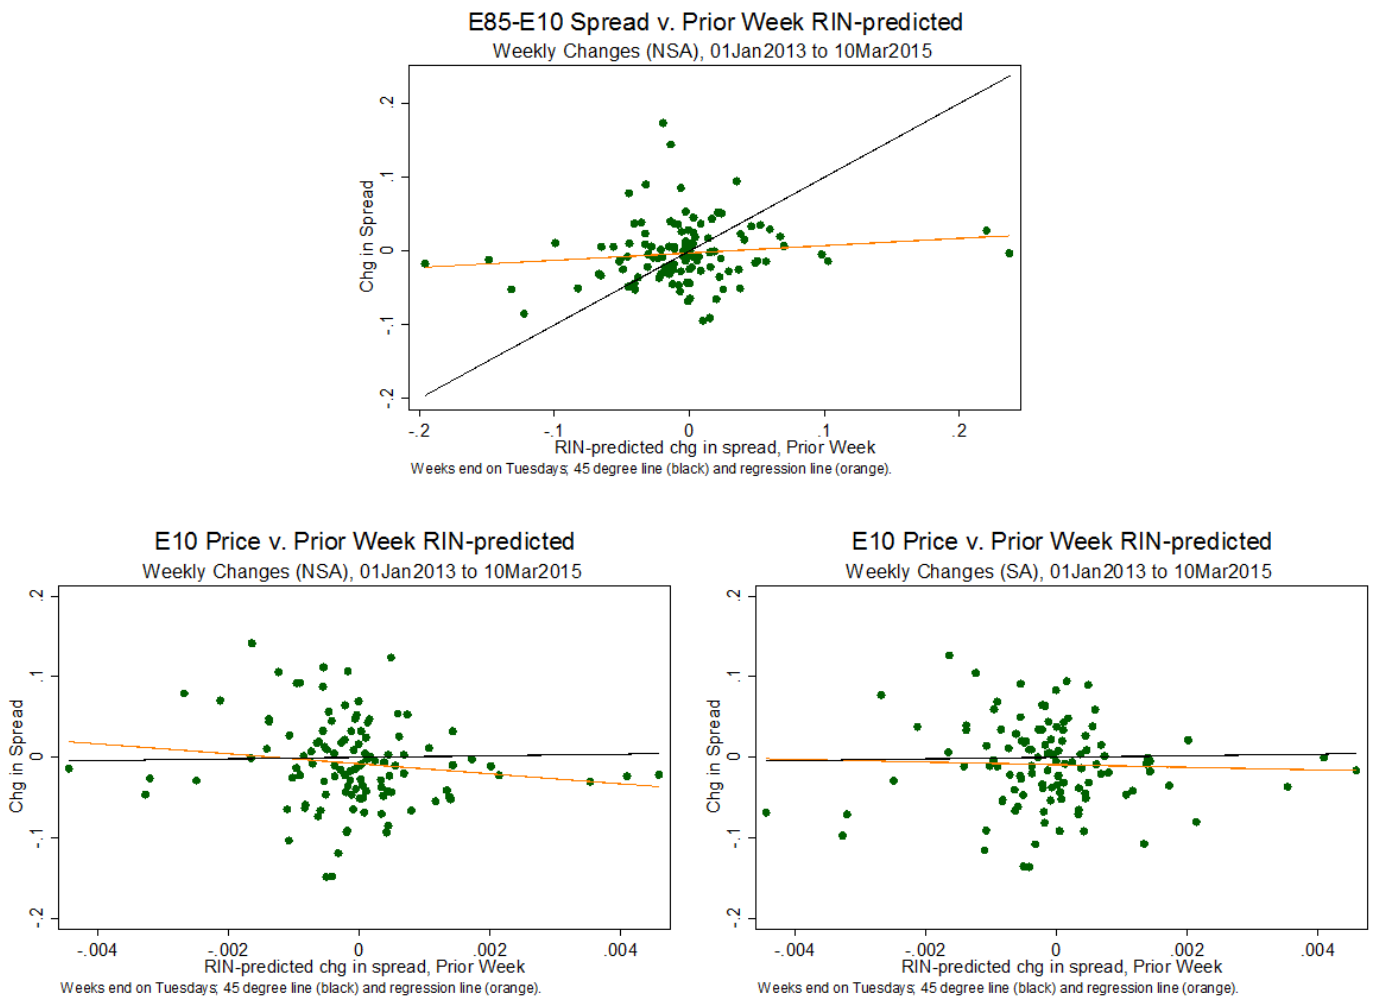 E85-E10 Spread v. Prior Week RIN-predicted
Weekly Changes (NSA), 01Jan2013 to 10Mar2015
Chg in Spread
.2
.1
0
-.1
-.2
-.2 -.1 0 .1 .2
RIN-predicted chg in spread, Prior Week
Weeks end on Tuesdays; 45 degree line (black) and regression line (orange).
E10 Price v. Prior Week RIN-predicted
Weekly Changes (NSA), 01Jan2013 to 10Mar2015
Chg in Spread
.2
.1
0
-.1
-.2
-.004 -.002 0 .002 .004
RIN-predicted chg in spread, Prior Week
Weeks end on Tuesdays; 45 degree line (black) and regression line (orange).
E10 Price v. Prior Week RIN-predicted
Weekly Changes (SA), 01Jan2013 to 10Mar2015
Chg in Spread
.2
.1
0
-.1
-.2
-.004 -.002 0 .002 .004
RIN-predicted chg in spread, Prior Week
Weeks end on Tuesdays; 45 degree line (black) and regression line (orange).